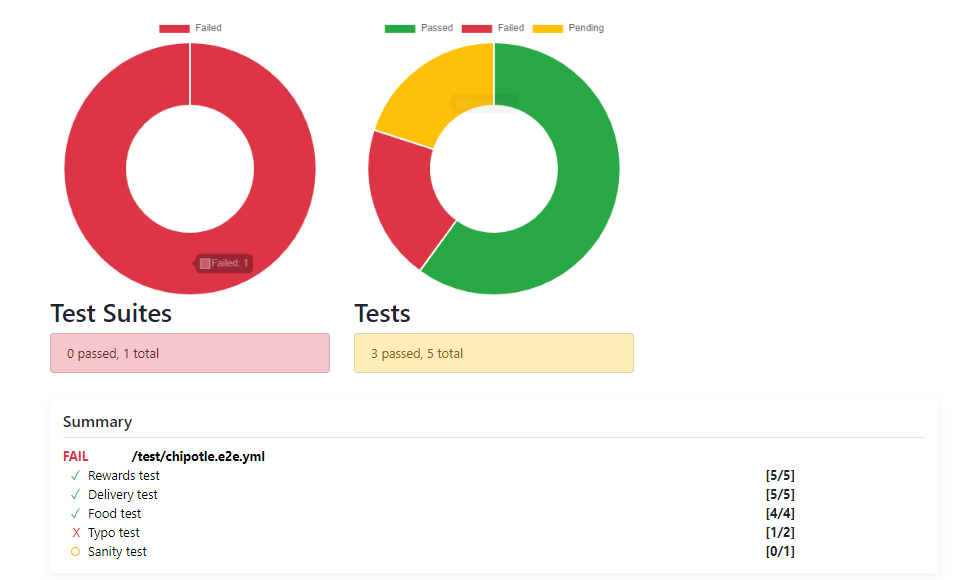 Failed
Passed Failed Pending
Failed: 1
Test Suites
Tests
0 passed, 1 total
3 passed, 5 total
Summary
FAIL /test/chipotle.e2e.yml
✓ Rewards test [5/5]
✓ Delivery test [5/5]
✓ Food test [4/4]
X Typo test [1/2]
O Sanity test [0/1]